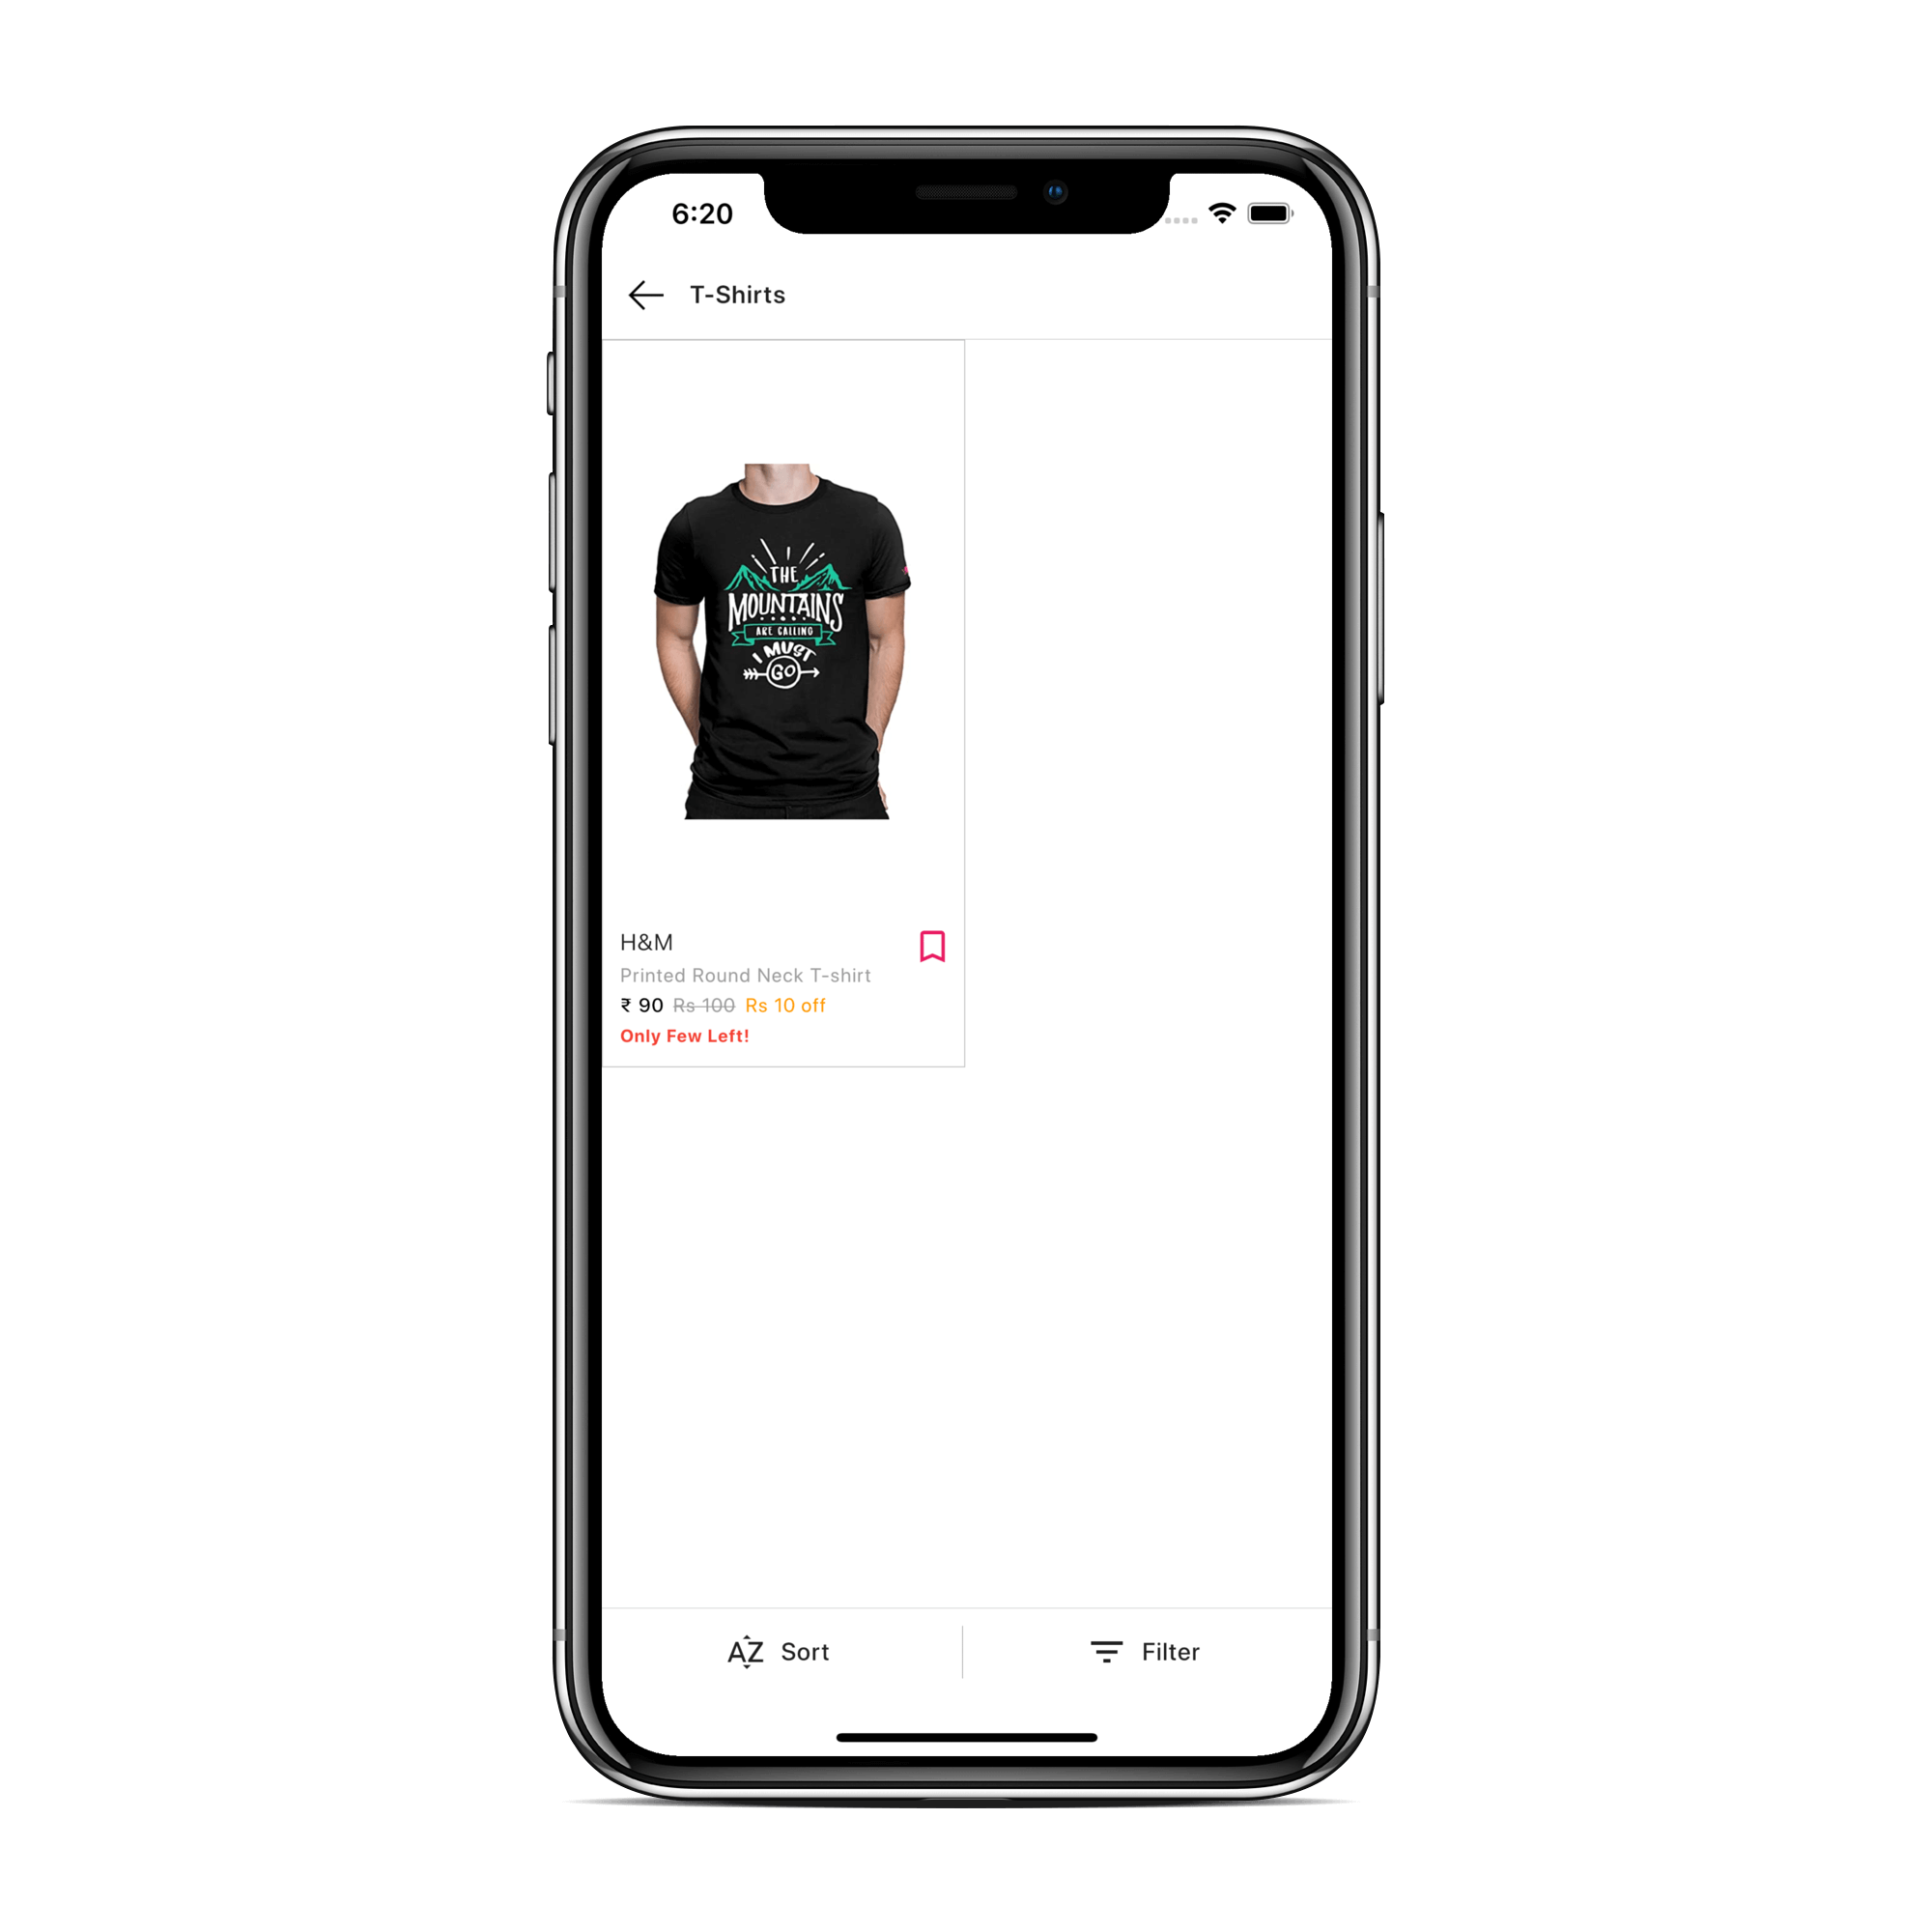 6:20
T-Shirts
THE
MOUNTAINS
ARE CALLING
I MUST
GO
H&M
Printed Round Neck T-shirt
₹ 90 Rs 100 Rs 10 off
Only Few Left!
AZ Sort
Filter